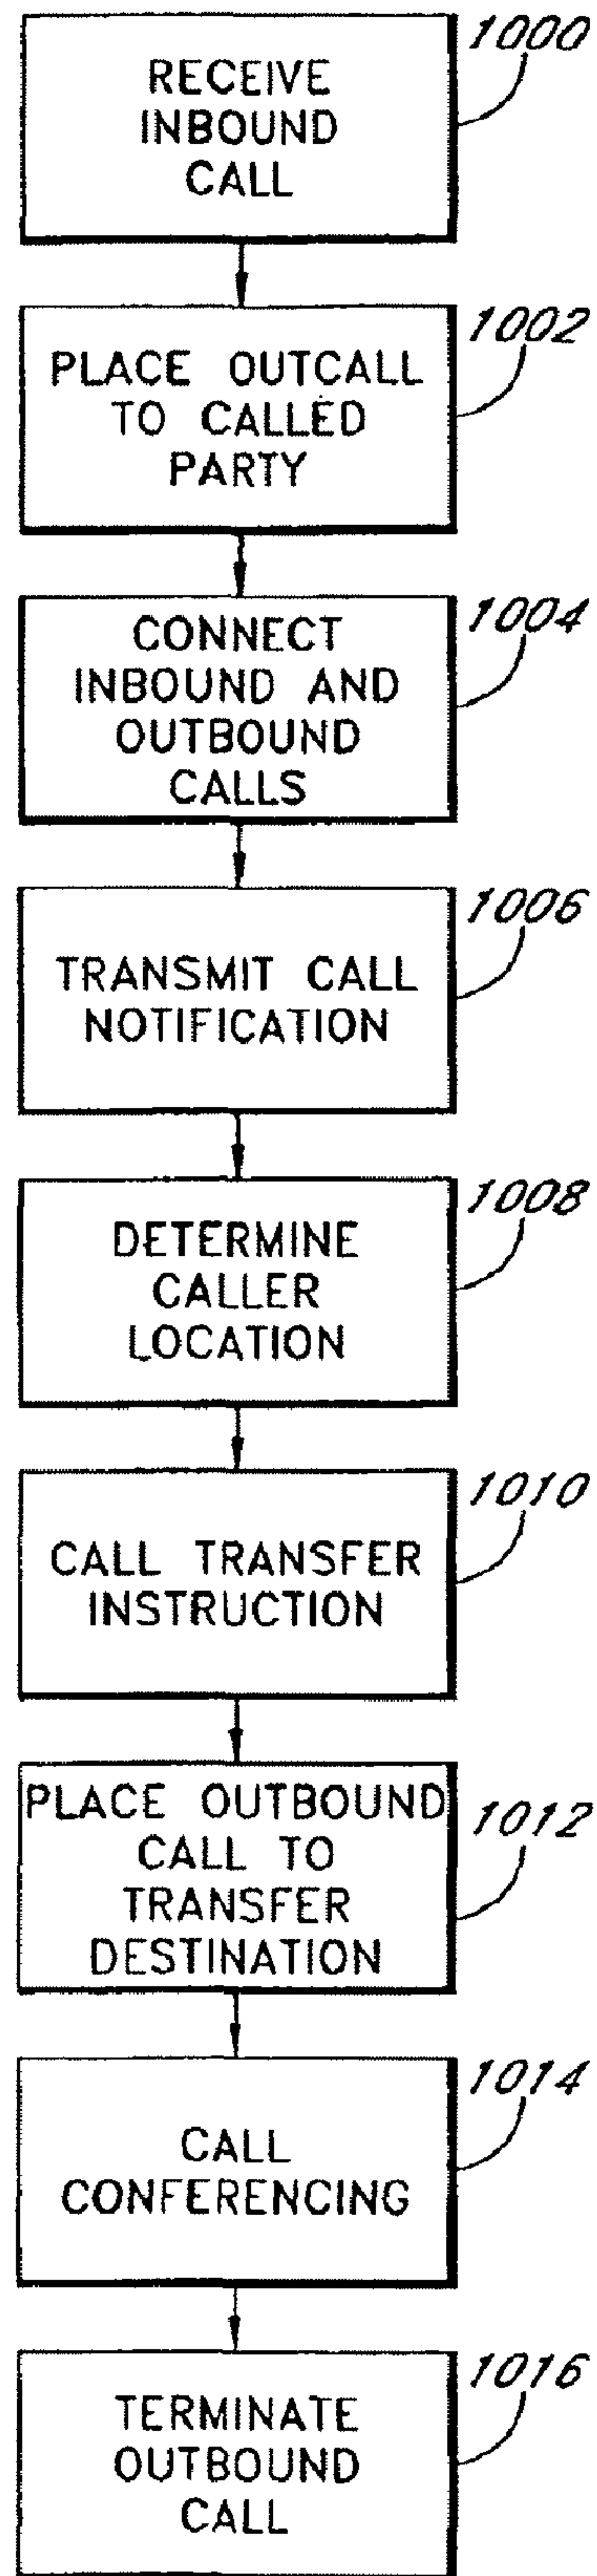 1000
RECEIVE
INBOUND
CALL
1002
PLACE OUTCALL
TO CALLED
PARTY
1004
CONNECT
INBOUND AND
OUTBOUND
CALLS
1006
TRANSMIT CALL
NOTIFICATION
1008
DETERMINE
CALLER
LOCATION
1010
CALL TRANSFER
INSTRUCTION
1012
PLACE OUTBOUND
CALL TO
TRANSFER
DESTINATION
1014
CALL
CONFERENCING
1016
TERMINATE
OUTBOUND
CALL